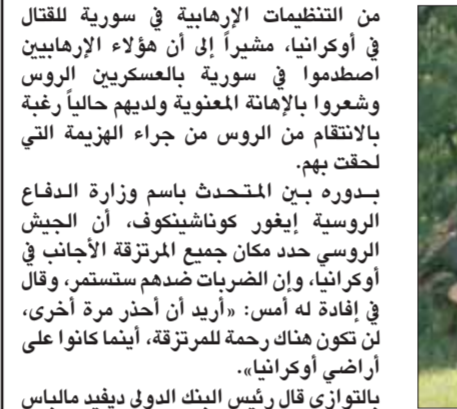 من التنظيمات الإرهابية في سورية للقتال
في أوكرانيا، مشيراً إلى أن هؤلاء الإرهابيين
اصطدموا في سورية بالعسكريين الروس
وشعروا بالإهانة المعنوية ولديهم حالياً رغبة
بالانتقام من الروس من جراء الهزيمة التي
لحقت بهم.
بـدوره بـين المتـحدث باسم وزارة الـدفاع
الروسية إيغور كوناشينكوف، أن الجيش
الروسي حدد مكان جميع المرتزقة الأجانب في
أوكرانيا، وإن الضربات ضدهم ستستمر، وقال
في إفادة له أمس: «أريد أن أحذر مرة أخرى،
لن تكون هناك رحمة للمرتزقة، أينما كانوا على
أراضي أوكرانيا».
بالتوازي قال رئيس البنك الدولي ديفيد مالباس